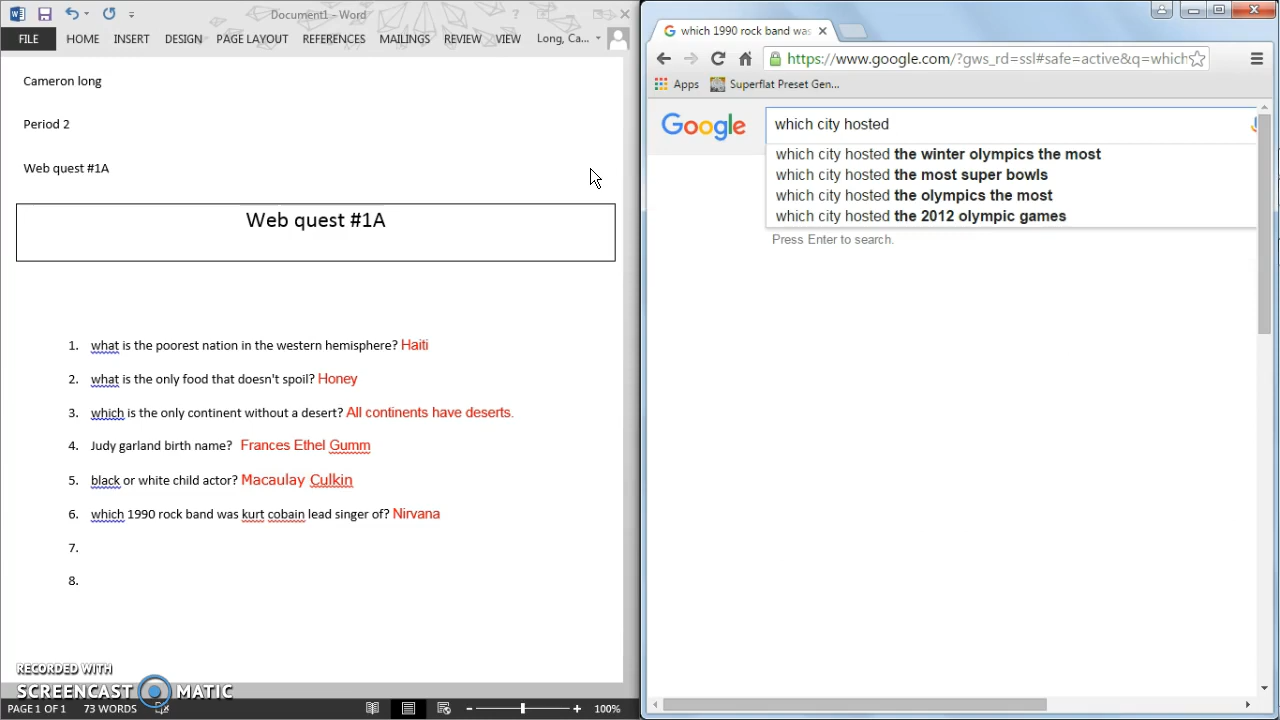 Document1 - Word
?
FILE
HOME
INSERT
DESIGN
PAGE LAYOUT
REFERENCES
MAILINGS
REVIEW
VIEW
Long, Ca...
Cameron long
Period 2
Web quest #1A
Web quest #1A
1. what is the poorest nation in the western hemisphere? Haiti
2. what is the only food that doesn't spoil? Honey
3. which is the only continent without a desert? All continents have deserts.
4. Judy garland birth name? Frances Ethel Gumm
5. black or white child actor? Macaulay Culkin
6. which 1990 rock band was kurt cobain lead singer of? Nirvana
7.
8.
RECORDED WITH
SCREENCAST MATIC
PAGE 1 OF 1
73 WORDS
100%
which 1990 rock band was
https://www.google.com/?gws_rd=ssl#safe=active&q=which
Apps
Superflat Preset Gen...
Google
which city hosted
which city hosted the winter olympics the most
which city hosted the most super bowls
which city hosted the olympics the most
which city hosted the 2012 olympic games
Press Enter to search.